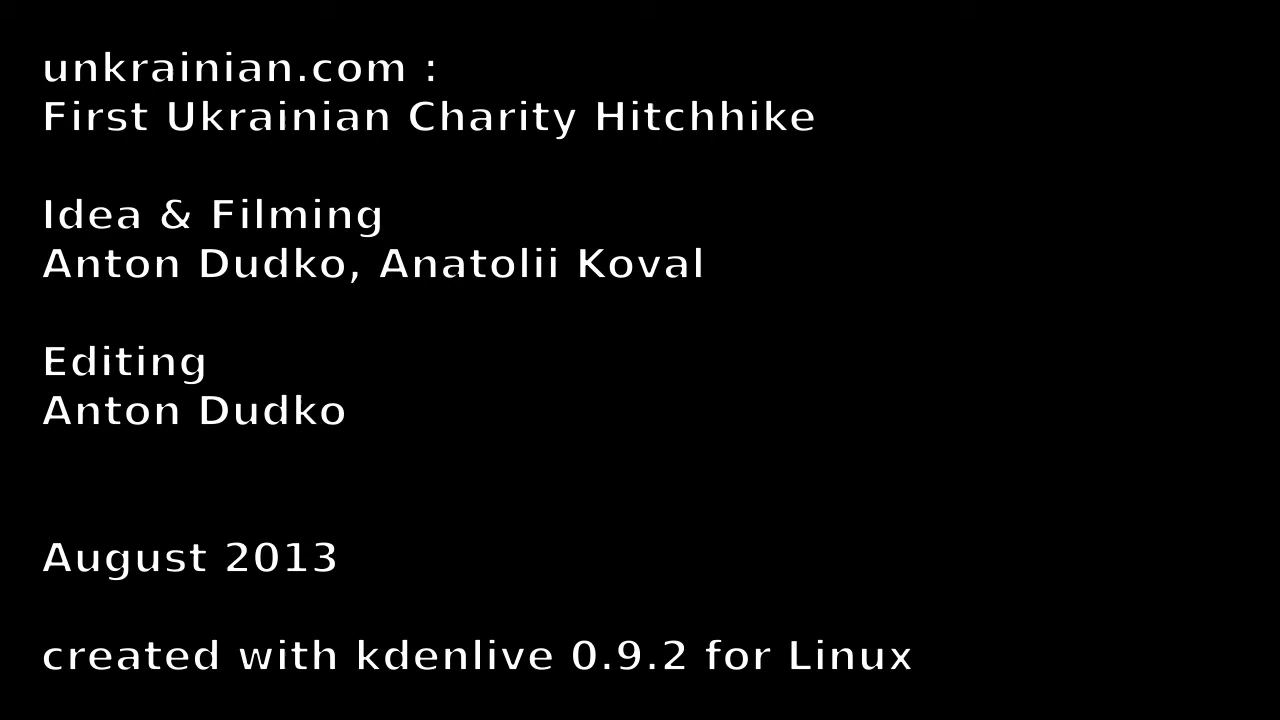 unkrainian.com :
First Ukrainian Charity Hitchhike
Idea & Filming
Anton Dudko, Anatolii Koval
Editing
Anton Dudko
August 2013
created with kdenlive 0.9.2 for Linux